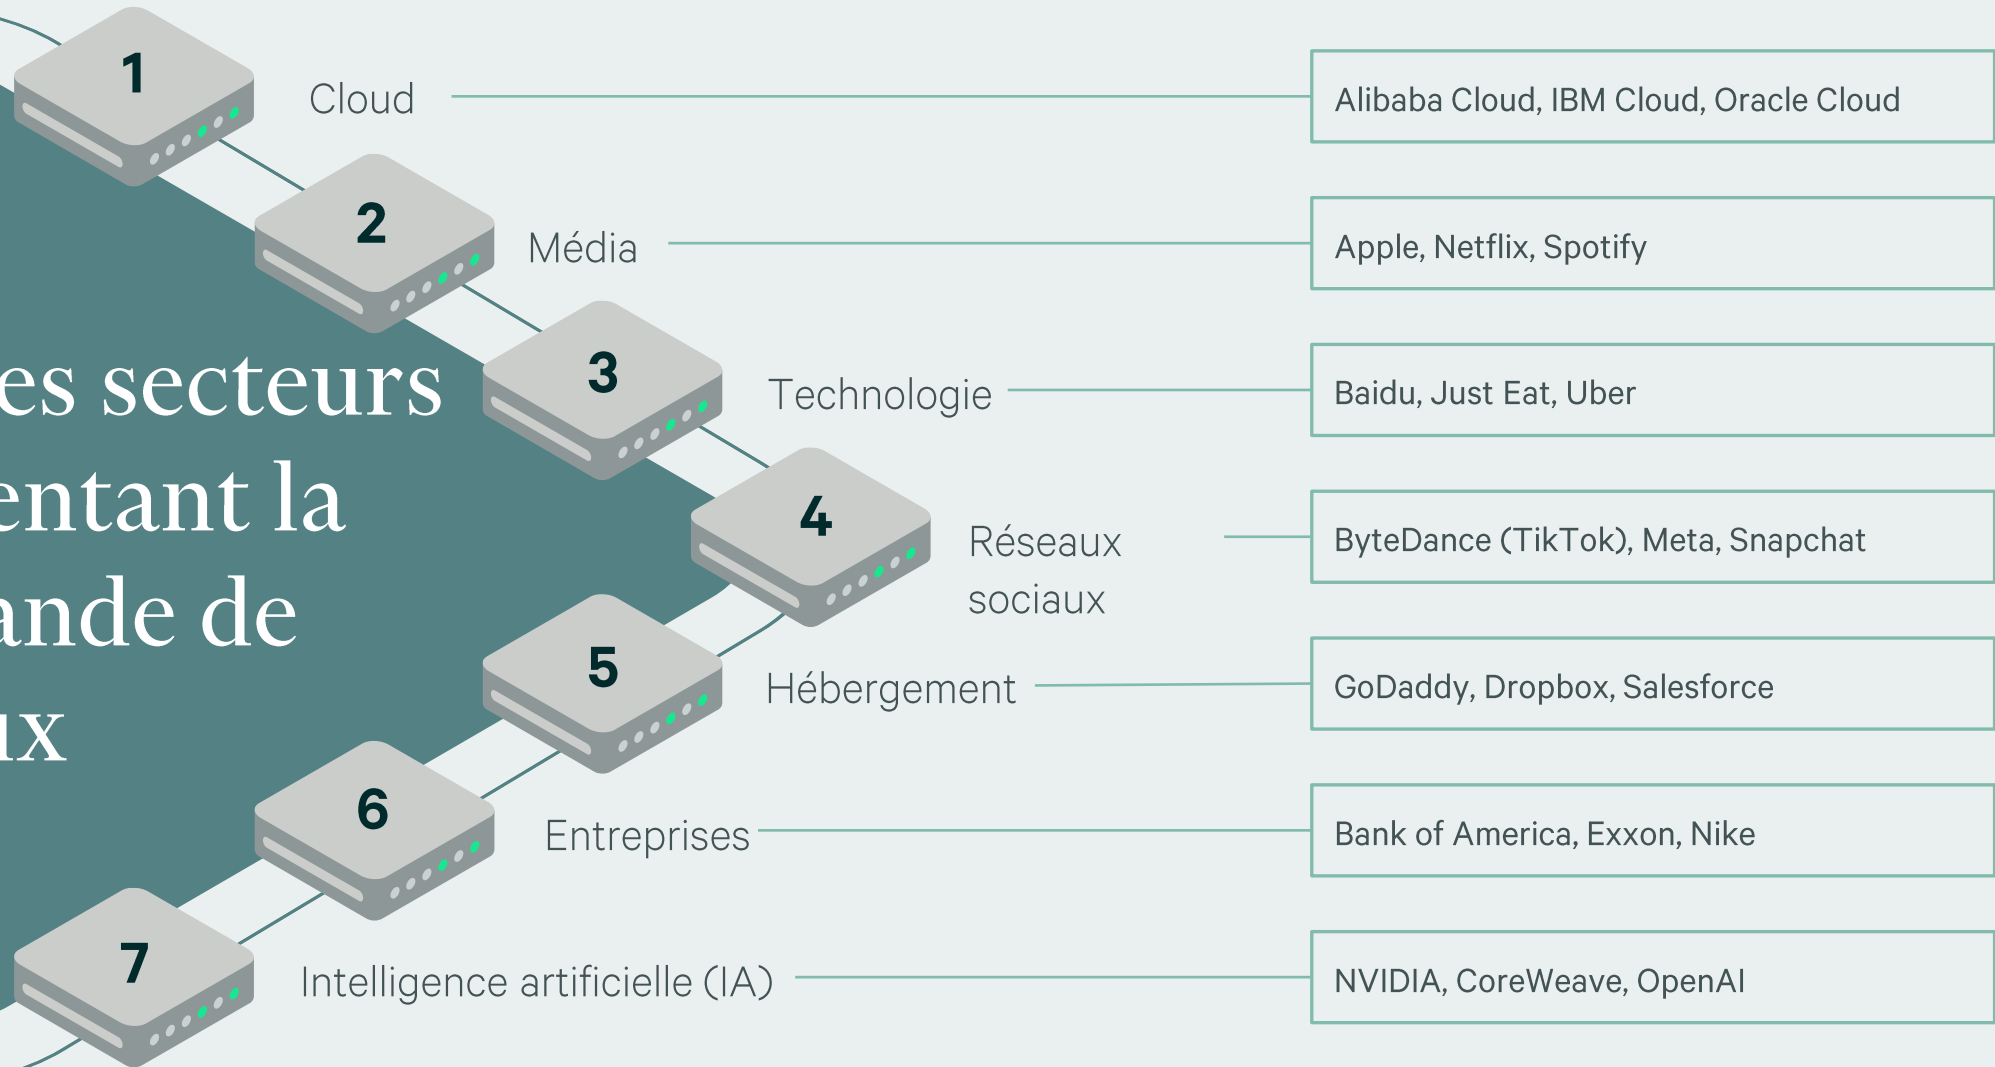 1
Cloud
Alibaba Cloud, IBM Cloud, Oracle Cloud
2
Média
Apple, Netflix, Spotify
3
Technologie
Baidu, Just Eat, Uber
es secteurs
entant la
ande de
ux
4
Réseaux
sociaux
ByteDance (TikTok), Meta, Snapchat
5
Hébergement
GoDaddy, Dropbox, Salesforce
6
Entreprises
Bank of America, Exxon, Nike
7
Intelligence artificielle (IA)
NVIDIA, CoreWeave, OpenAI